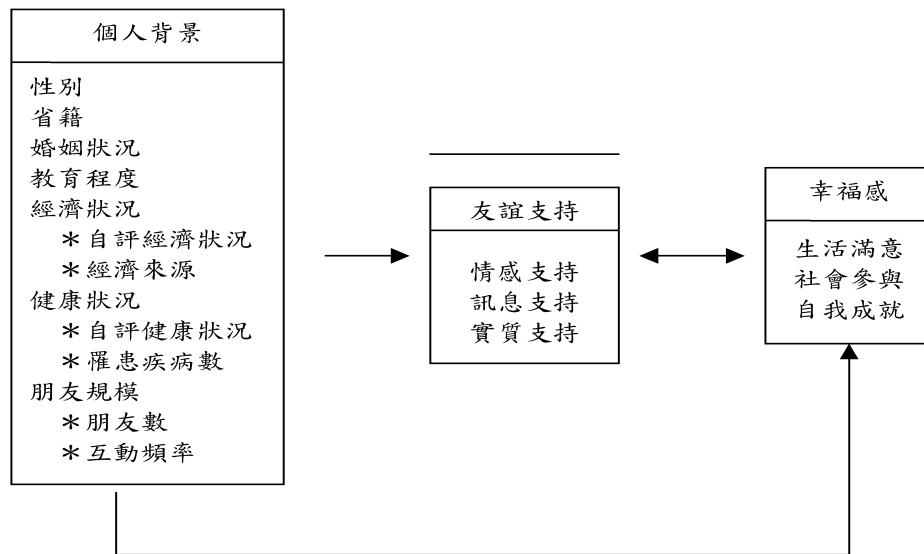 個人背景
性別
省籍
婚姻狀況
教育程度
經濟狀況
＊自評經濟狀況
＊經濟來源
健康狀況
＊自評健康狀況
＊罹患疾病數
朋友規模
＊朋友數
＊互動頻率
友誼支持
情感支持
訊息支持
實質支持
幸福感
生活滿意
社會參與
自我成就